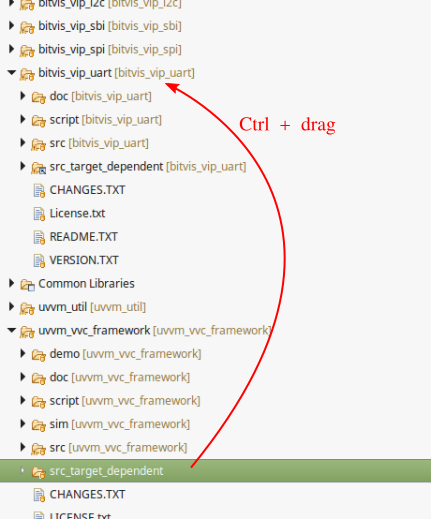 bitvis_vip_i2c [bitvis_vip_i2c]
bitvis_vip_sbi [bitvis_vip_sbi]
bitvis_vip_spi [bitvis_vip_spi]
bitvis_vip_uart [bitvis_vip_uart]
doc [bitvis_vip_uart]
Ctrl + drag
script [bitvis_vip_uart]
src [bitvis_vip_uart]
src_target_dependent [bitvis_vip_uart]
CHANGES.TXT
License.txt
README.TXT
VERSION.TXT
Common Libraries
uvvm_util [uvvm_util]
uvvm_vvc_framework [uvvm_vvc_framework]
demo [uvvm_vvc_framework]
doc [uvvm_vvc_framework]
script [uvvm_vvc_framework]
sim [uvvm_vvc_framework]
src [uvvm_vvc_framework]
src_target_dependent
CHANGES.TXT
LICENSE.txt